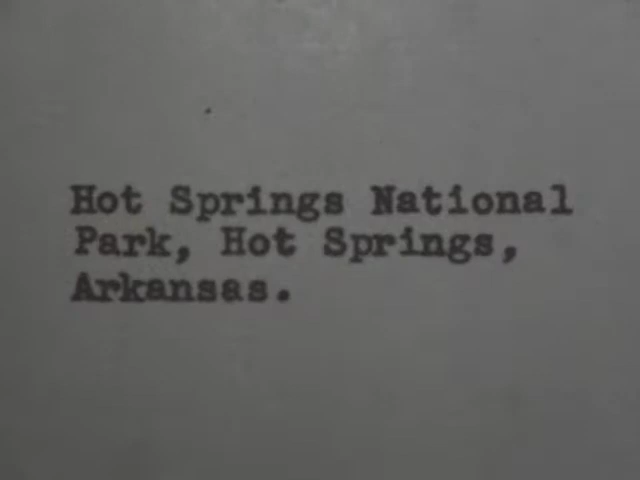 Hot Springs National
Park, Hot Springs,
Arkansas.